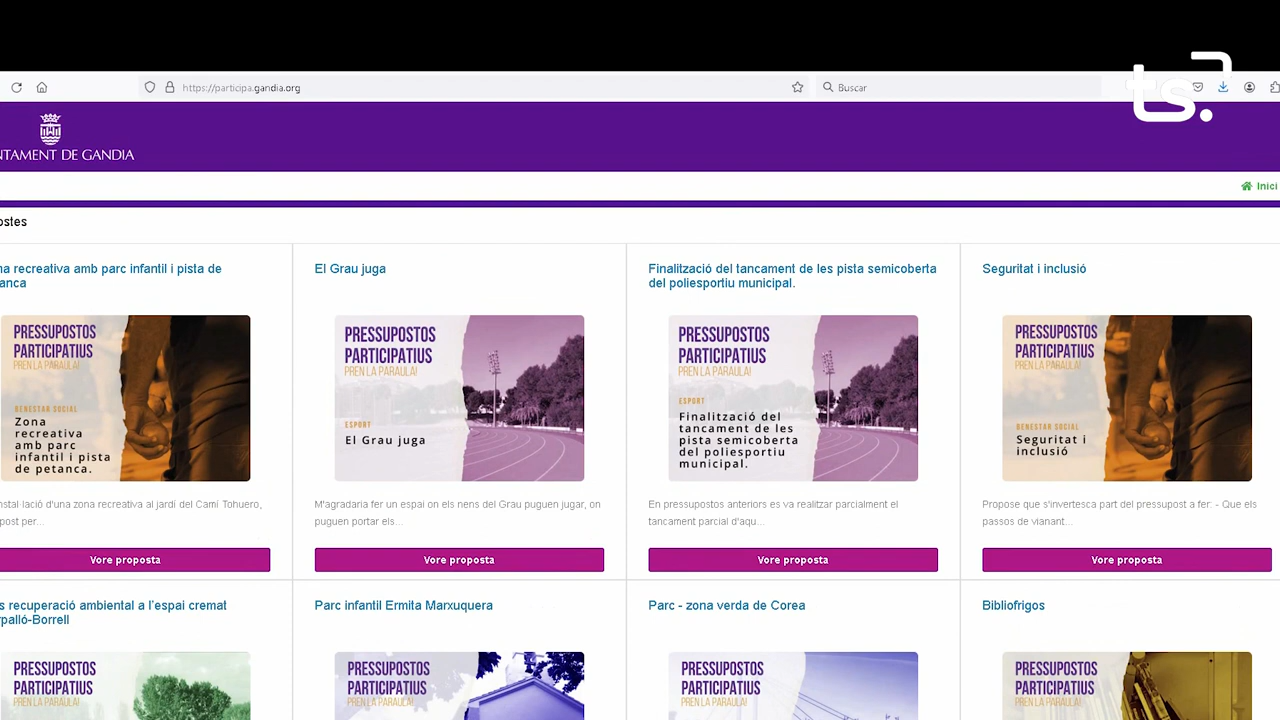 https://participa.gandia.org
Buscar
ts.
NTAMENT DE GANDIA
Inici
ostes
na recreativa amb parc infantil i pista de
anca
El Grau juga
Finalització del tancament de les pista semicoberta
del poliesportiu municipal.
Seguritat i inclusió
PRESSUPOSTOS
PARTICIPATIUS
PREN LA PARAULA!
BENESTAR SOCIAL
Zona
recreativa
amb parc
infantil i pista
de petanca.
PRESSUPOSTOS
PARTICIPATIUS
PREN LA PARAULA!
ESPORT
El Grau juga
PRESSUPOSTOS
PARTICIPATIUS
PREN LA PARAULA!
ESPORT
Finalització del
tancament de les
pista semicoberta
del poliesportiu
municipal.
PRESSUPOSTOS
PARTICIPATIUS
PREN LA PARAULA!
BENESTAR SOCIAL
Seguritat i
inclusió
nstal·lació d'una zona recreativa al jardí del Camí Tohuero,
post per...
M'agradaria fer un espai on els nens del Grau puguen jugar, on
puguen portar els...
En pressupostos anteriors es va realitzar parcialment el
tancament parcial d'aqu...
Propose que s'invertesca part del pressupost a fer: - Que els
passos de vianant...
Vore proposta
Vore proposta
Vore proposta
Vore proposta
s recuperació ambiental a l'espai cremat
rpalló-Borrell
Parc infantil Ermita Marxuquera
Parc - zona verda de Corea
Bibliofrigos
PRESSUPOSTOS
PARTICIPATIUS
PREN LA PARAULA!
PRESSUPOSTOS
PARTICIPATIUS
PREN LA PARAULA!
PRESSUPOSTOS
PARTICIPATIUS
PREN LA PARAULA!
PRESSUPOSTOS
PARTICIPATIUS
PREN LA PARAULA!